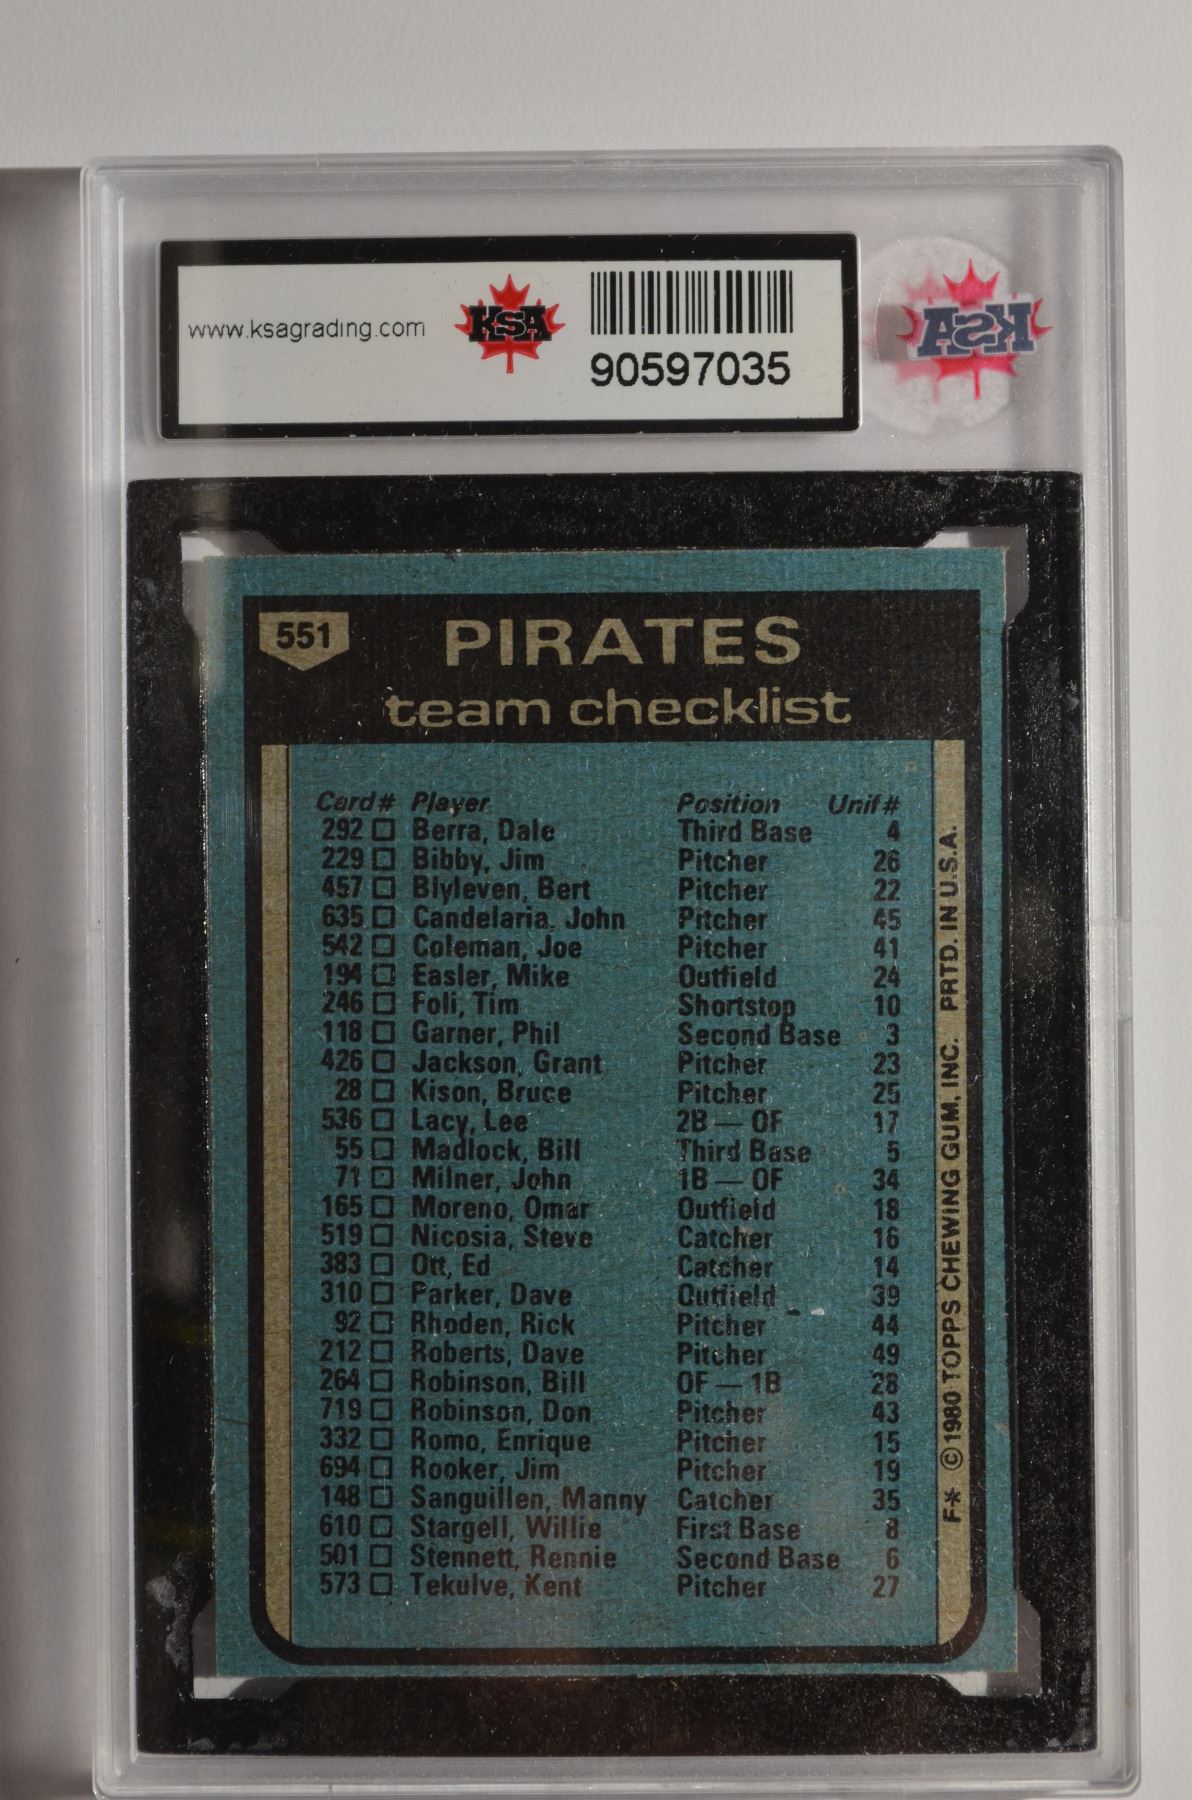 www.ksagrading.com
KSA
90597035
KSA
551
PIRATES
team checklist
Card# Player Position Unif#
292 Berra, Dale Third Base 4
229 Bibby, Jim Pitcher 26
457 Blyleven, Bert Pitcher 22
635 Candelaria, John Pitcher 45
542 Coleman, Joe Pitcher 41
194 Easler, Mike Outfield 24
246 Foli, Tim Shortstop 10
118 Garner, Phil Second Base 3
426 Jackson, Grant Pitcher 23
28 Kison, Bruce Pitcher 25
536 Lacy, Lee 2B — OF 17
55 Madlock, Bill Third Base 5
71 Milner, John 1B — OF 34
165 Moreno, Omar Outfield 18
519 Nicosia, Steve Catcher 16
383 Ott, Ed Catcher 14
310 Parker, Dave Outfield 39
92 Rhoden, Rick Pitcher 44
212 Roberts, Dave Pitcher 49
264 Robinson, Bill OF — 1B 28
719 Robinson, Don Pitcher 43
332 Romo, Enrique Pitcher 15
694 Rooker, Jim Pitcher 19
148 Sanguillen, Manny Catcher 35
610 Stargell, Willie First Base 8
501 Stennett, Rennie Second Base 6
573 Tekulve, Kent Pitcher 27
F* © 1980 TOPPS CHEWING GUM, INC. PRTD. IN U.S.A.